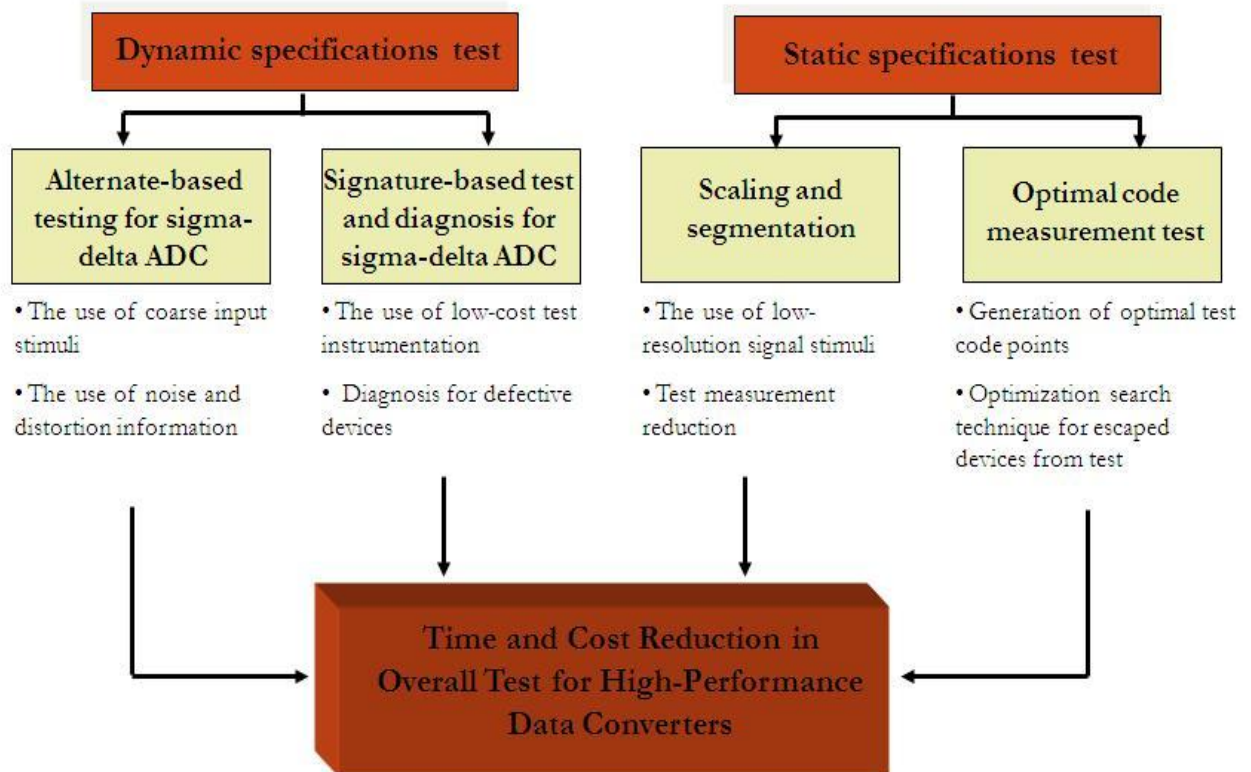 Dynamic specifications test
Static specifications test
Alternate-based
testing for sigma-
delta ADC
Signature-based test
and diagnosis for
sigma-delta ADC
Scaling and
segmentation
Optimal code
measurement test
• The use of coarse input
stimuli
• The use of noise and
distortion information
• The use of low-cost test
instrumentation
• Diagnosis for defective
devices
• The use of low-
resolution signal stimuli
• Test measurement
reduction
• Generation of optimal test
code points
• Optimization search
technique for escaped
devices from test
Time and Cost Reduction in
Overall Test for High-Performance
Data Converters